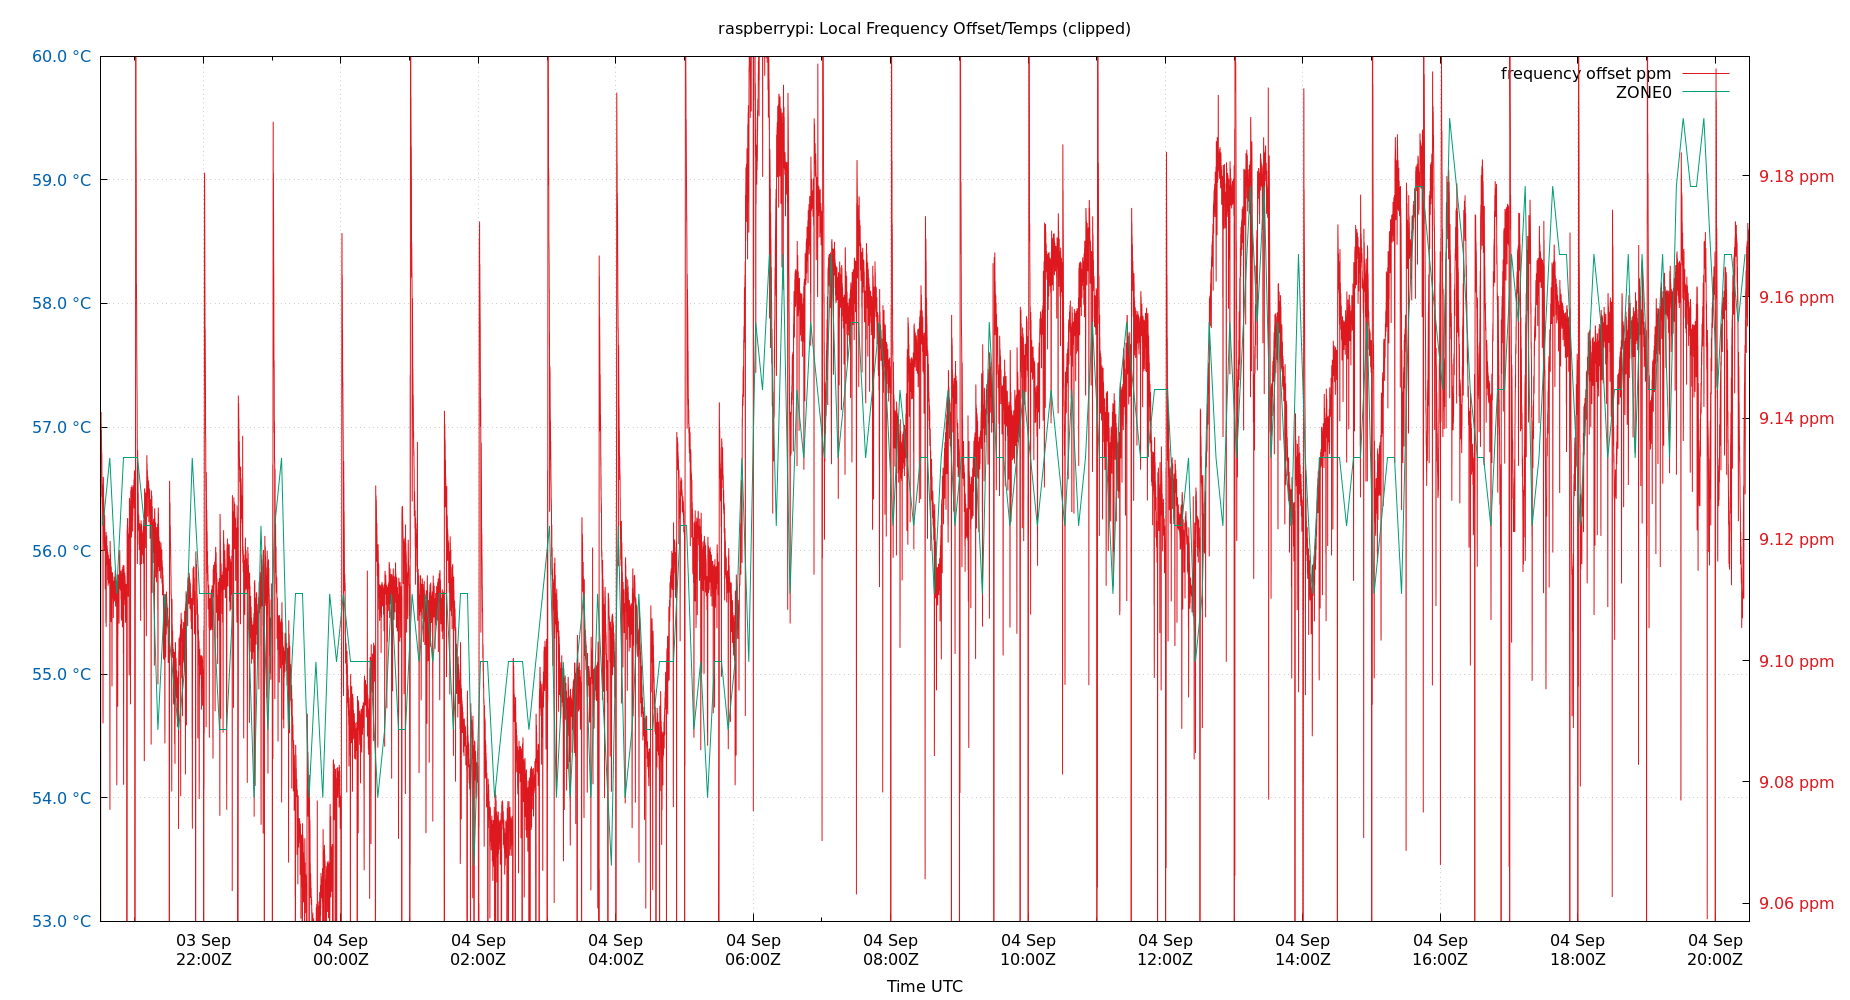 raspberrypi: Local Frequency Offset/Temps (clipped)
60.0 °C
59.0 °C
58.0 °C
57.0 °C
56.0 °C
55.0 °C
54.0 °C
53.0 °C
frequency offset ppm
ZONE0
9.18 ppm
9.16 ppm
9.14 ppm
9.12 ppm
9.10 ppm
9.08 ppm
9.06 ppm
03 Sep 04 Sep 04 Sep 04 Sep 04 Sep 04 Sep 04 Sep 04 Sep 04 Sep 04 Sep 04 Sep 04 Sep
22:00Z 00:00Z 02:00Z 04:00Z 06:00Z 08:00Z 10:00Z 12:00Z 14:00Z 16:00Z 18:00Z 20:00Z
Time UTC